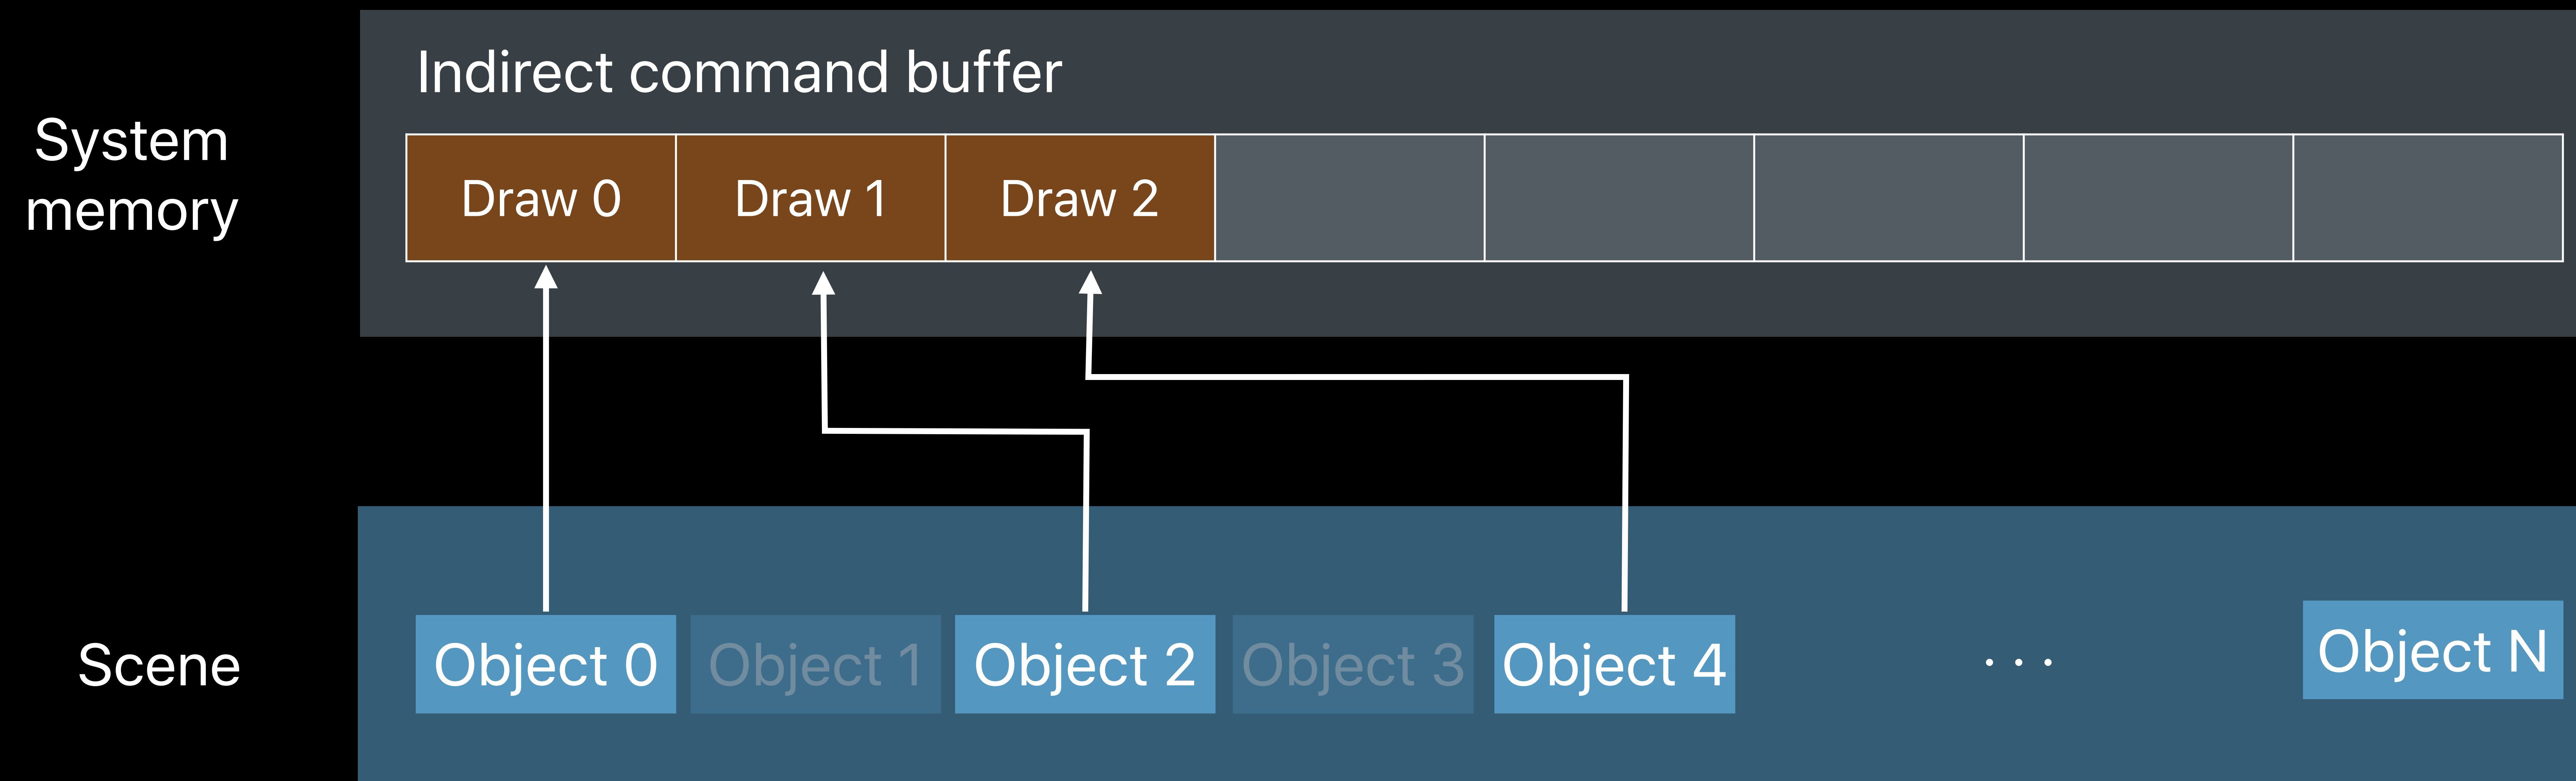 Indirect command buffer
System
memory
Draw 0
Draw 1
Draw 2
Scene
Object 0
Object 1
Object 2
Object 3
Object 4
...
Object N